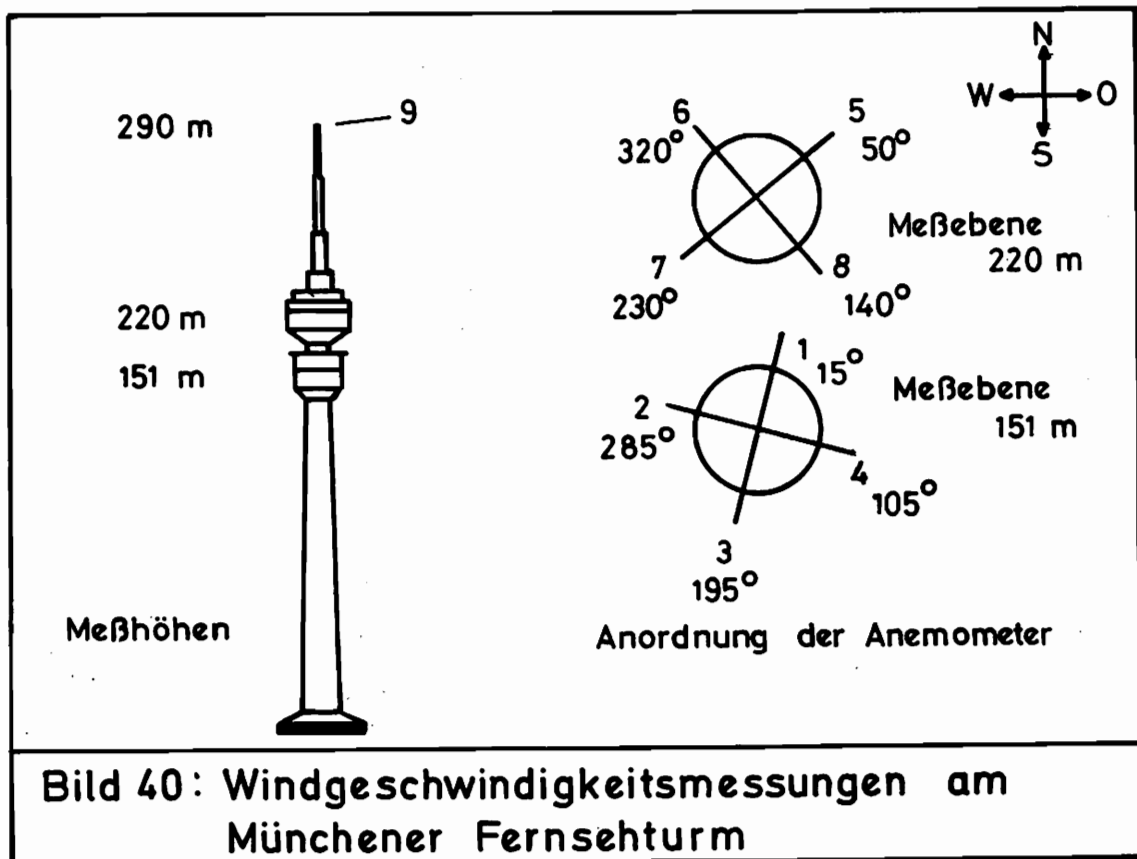 290 m
9
220 m
151 m
Meßhöhen
N
W O
S
6
320°
5
50°
7
230°
8
140°
Meßebene
220 m
1
15°
2
285°
4
105°
3
195°
Meßebene
151 m
Anordnung der Anemometer
Bild 40: Windgeschwindigkeitsmessungen am
Münchener Fernsehturm